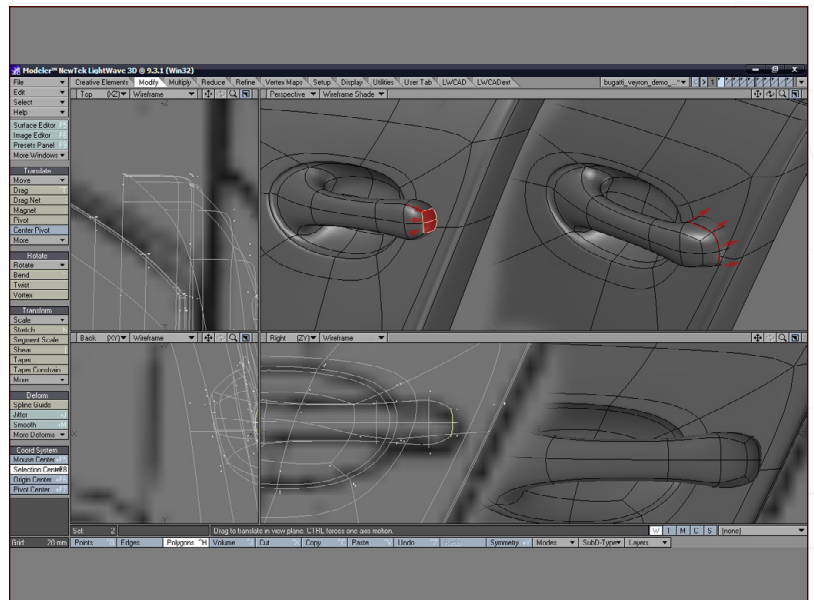 Modeler™ NewTek LightWave 3D ® 9.3.1 (Win32)
File
Creative Elements Modify Multiply Reduce Refine Vertex Maps Setup Display Utilities User Tab LWCAD LWCADext
bugatti_veyron_demo_..." 1
Edit
Select
Help
Surface Editor F5
Image Editor F6
Presets Panel
More Windows
Translate
Move
Drag
Drag Net
Magnet
Pivot
Center Pivot
More
Rotate
Rotate
Bend
Twist
Vortex
Transform
Scale
Stretch h
Segment Scale
Shear
Taper
Taper Constrain
More
Deform
Spline Guide
Jitter
Smooth
More Deforms
Coord System
Mouse Center
Selection Center
Origin Center
Pivot Center
Top (XZ) Wireframe
Perspective Wireframe Shade
Back (XY) Wireframe
Right (ZY) Wireframe
Sel: 2
Drag to translate in view plane. CTRL forces one axis motion.
W T M C S (none)
Grid: 20 mm
Points Edges Polygons ^H Volume Cut Copy Paste Undo Symmetry Modes SubD-Type Layers